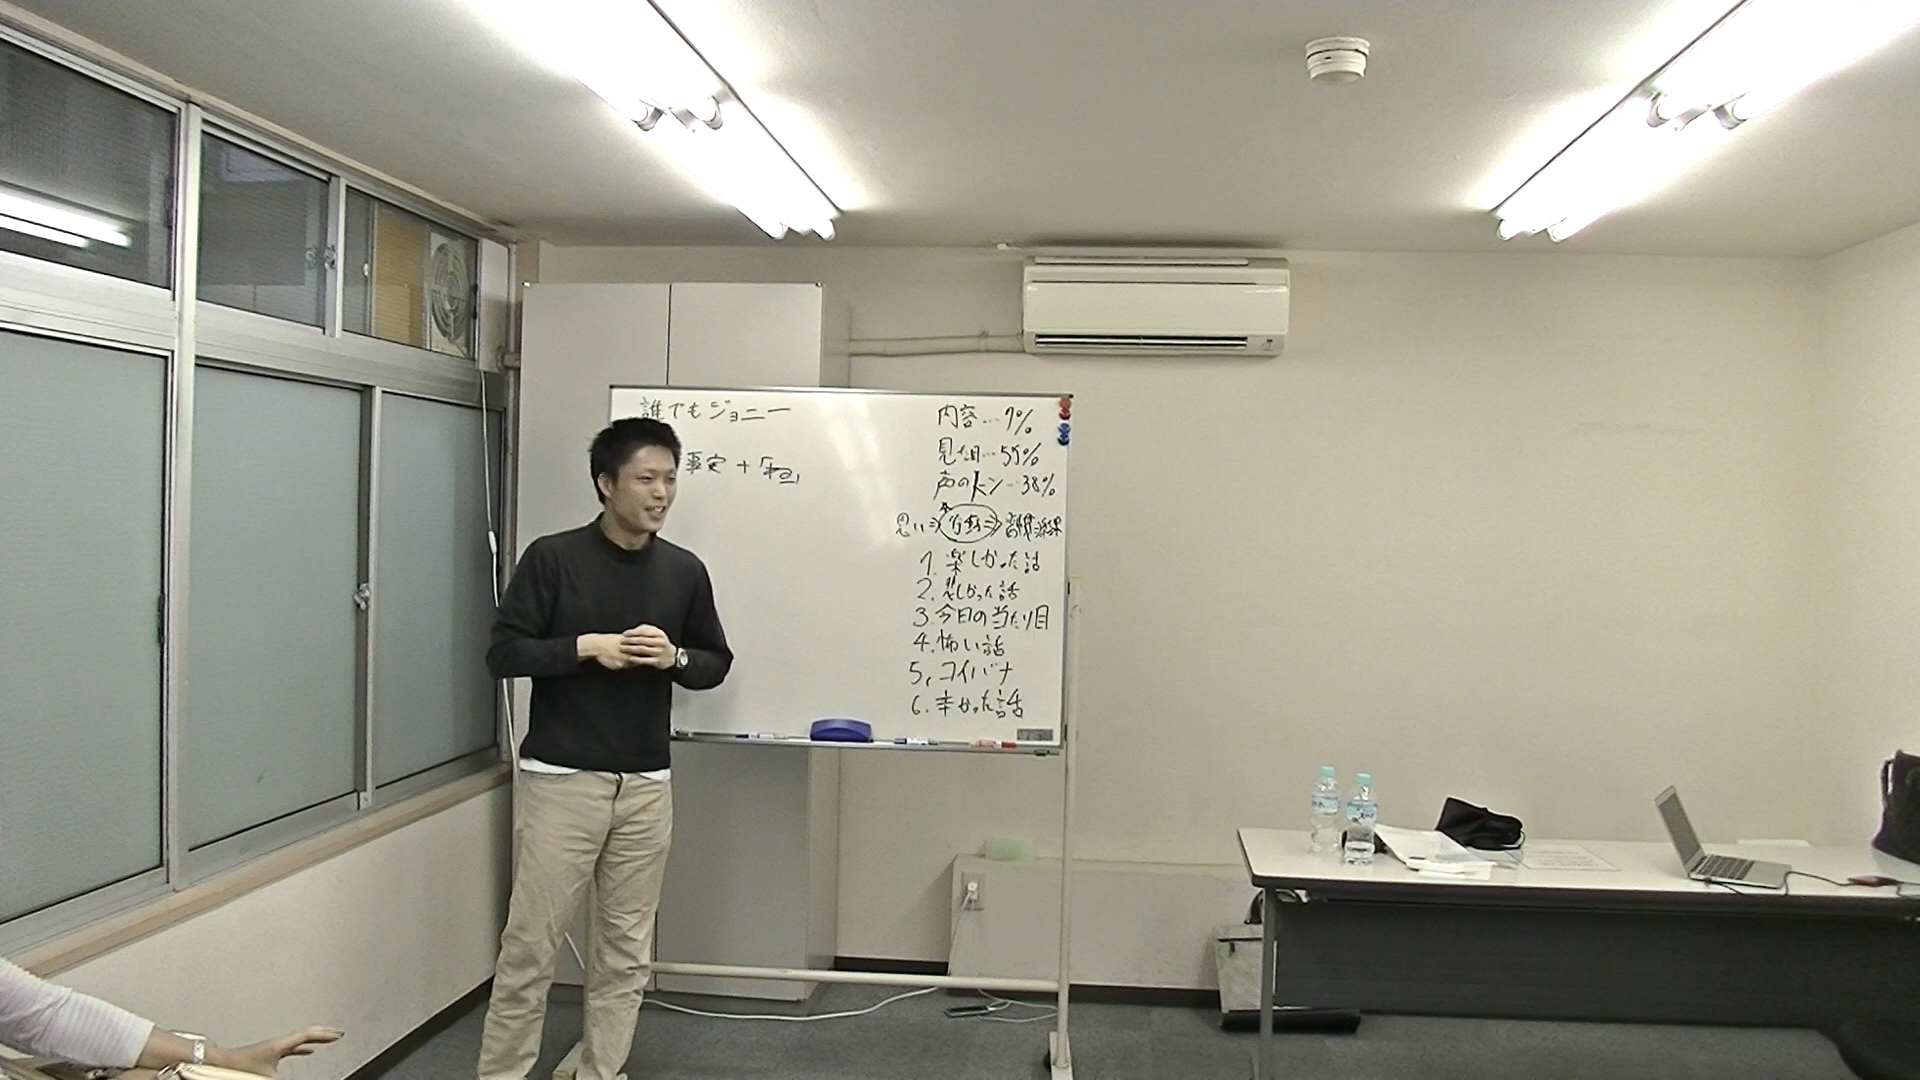 誰でもジョニー
事実 +「
内容…7%
見た目…55%
声のトーン…38%
思い⇒行動⇒習慣⇒結果
1. 楽しかった話
2. 悲しかった話
3. 今日の当たり目
4. 怖い話
5, コイバナ
6. 辛かった話